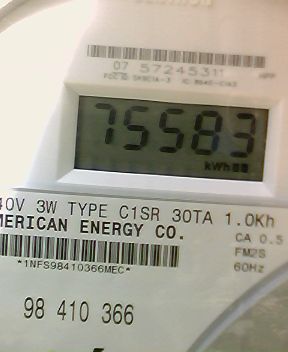 07 57245311
75583
kWh
40V 3W TYPE C1SR 30TA 1.0Kh
MERICAN ENERGY CO. CA 0.5
FM2S
*1NFS98410366MEC* 60Hz
98 410 366